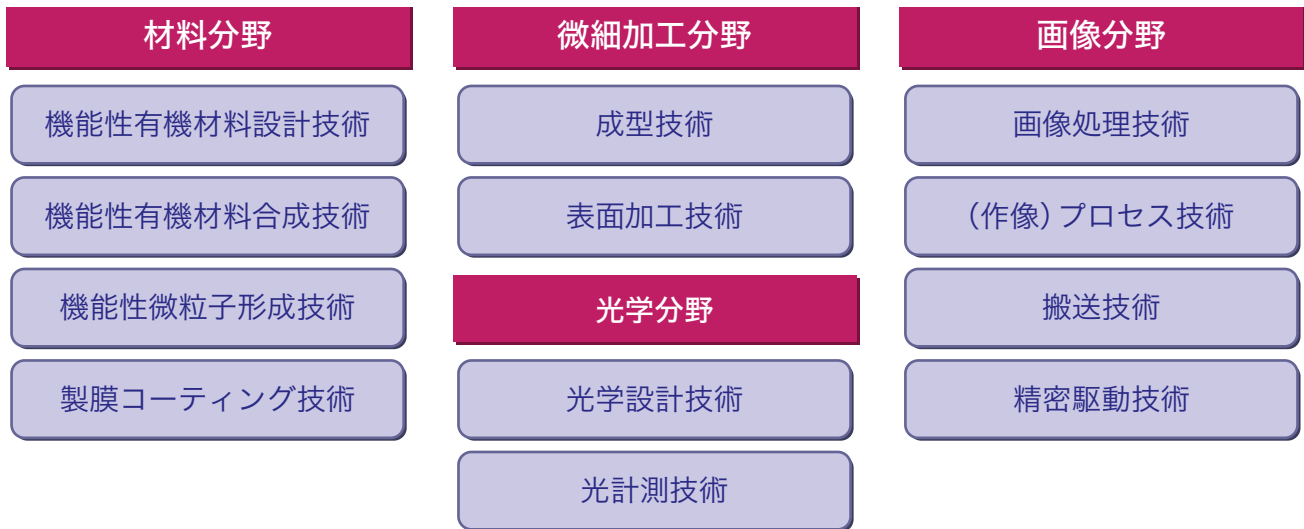 材料分野
機能性有機材料設計技術
機能性有機材料合成技術
機能性微粒子形成技術
製膜コーティング技術
微細加工分野
成型技術
表面加工技術
光学分野
光学設計技術
光計測技術
画像分野
画像処理技術
（作像）プロセス技術
搬送技術
精密駆動技術